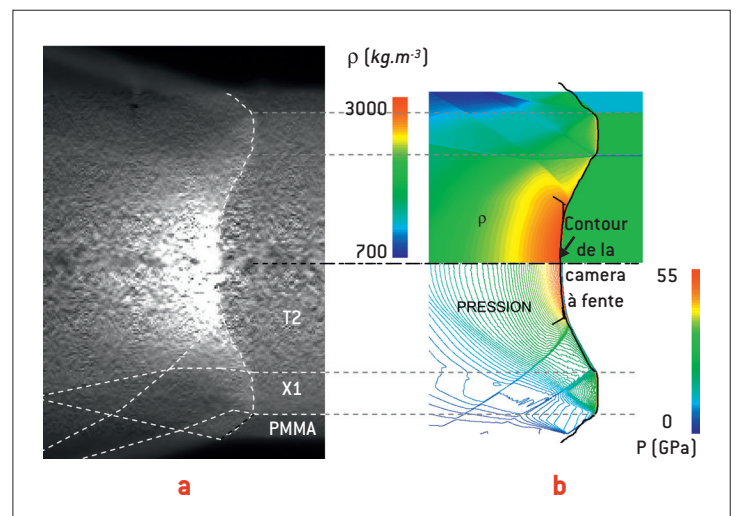 ρ (kg.m-3)
3000
700
T2
X1
PMMA
a
ρ
Contour
de la
camera
à fente
PRESSION
55
0
P (GPa)
b